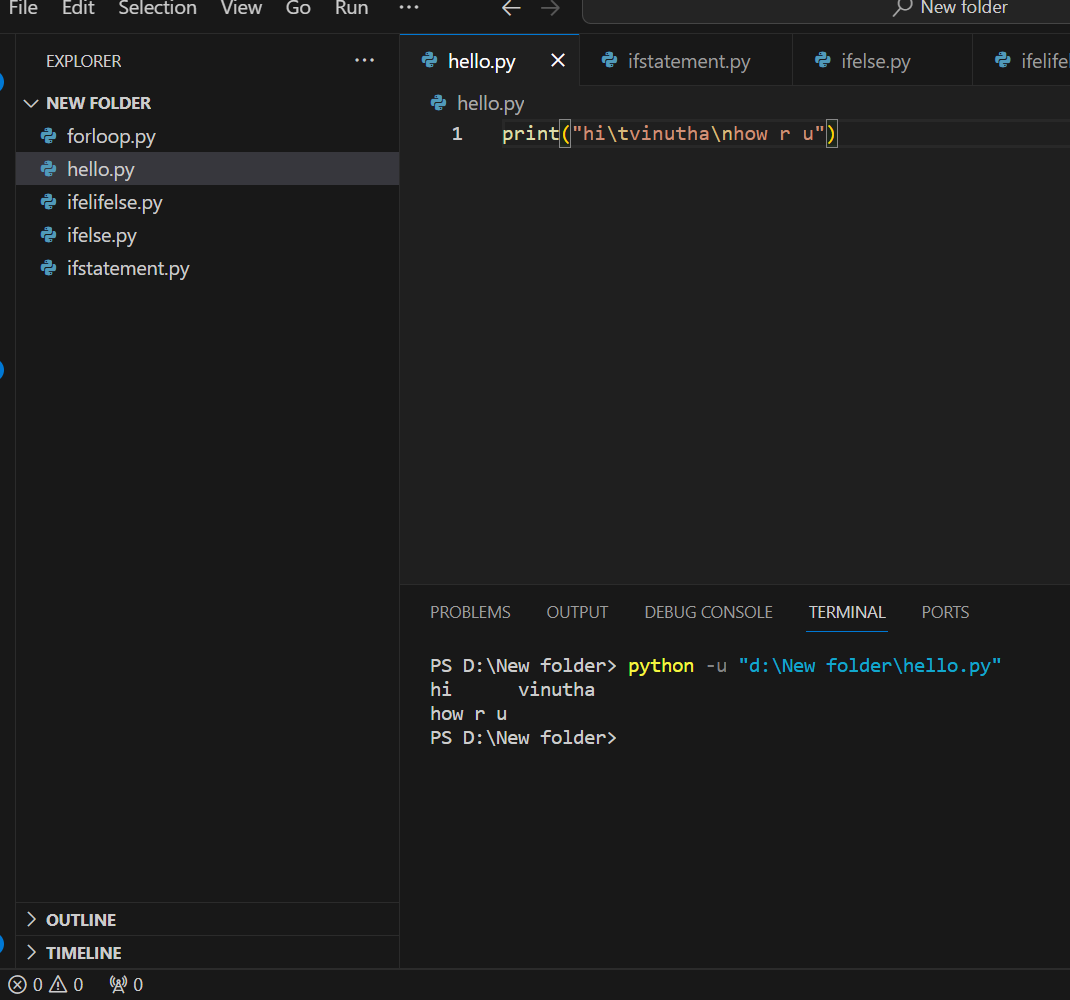 File Edit Selection View Go Run ... New folder
EXPLORER ...
NEW FOLDER
forloop.py
hello.py
ifelifelse.py
ifelse.py
ifstatement.py
hello.py ifstatement.py ifelse.py ifelifel
hello.py
1 print("hi\tvinutha\nhow r u")
PROBLEMS OUTPUT DEBUG CONSOLE TERMINAL PORTS
PS D:\New folder> python -u "d:\New folder\hello.py"
hi      vinutha
how r u
PS D:\New folder>
OUTLINE
TIMELINE
0 0 0